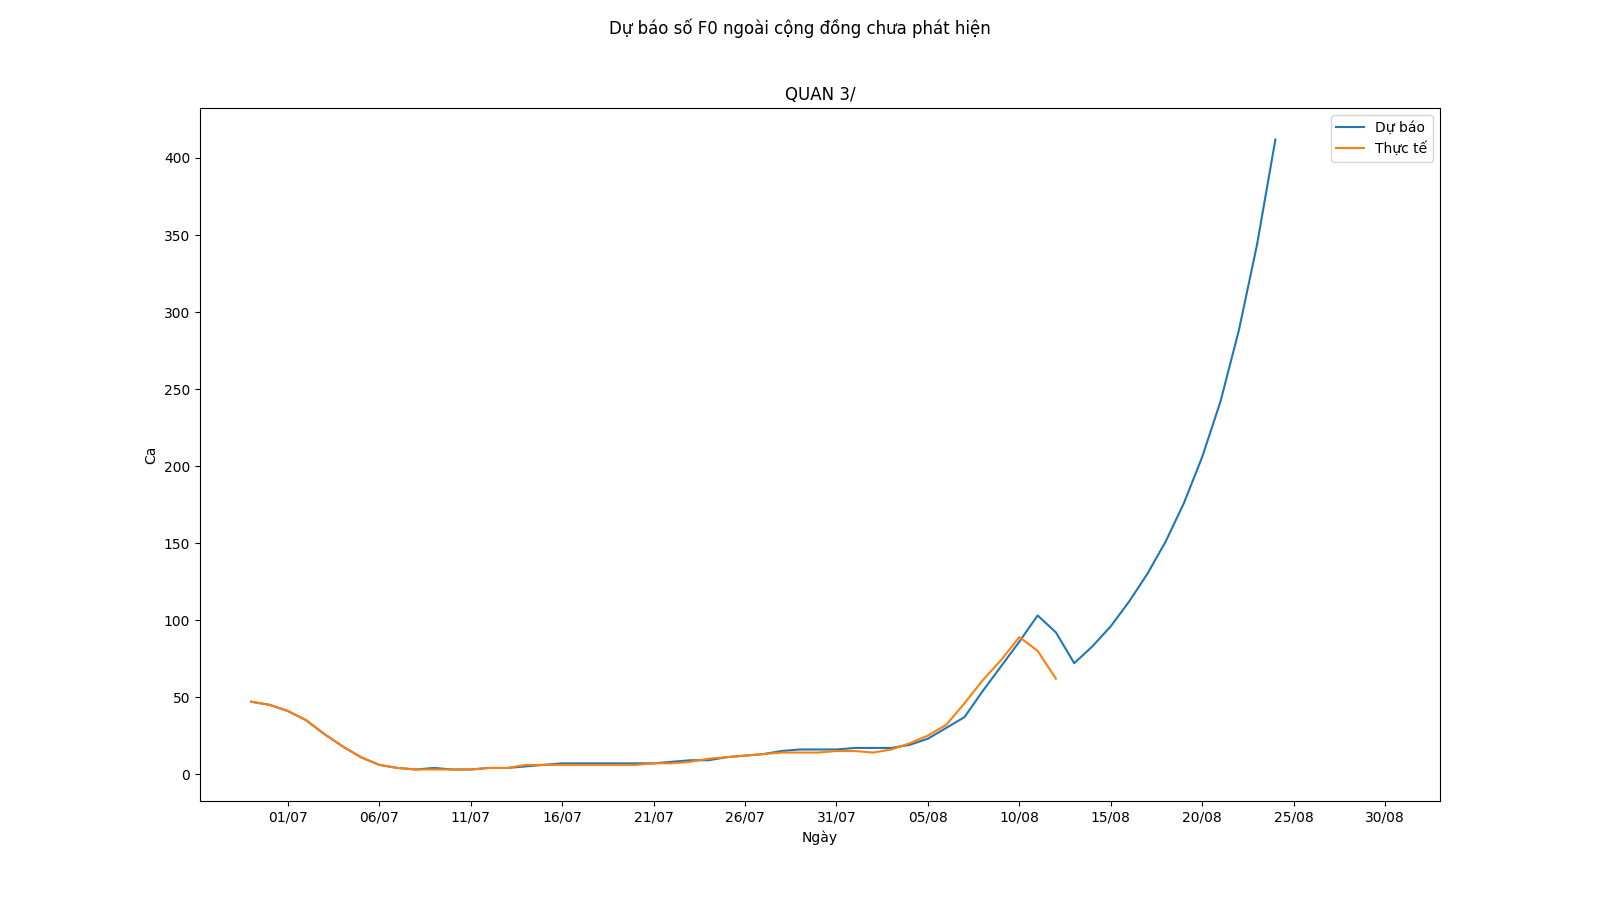 Dự báo số F0 ngoài cộng đồng chưa phát hiện
QUAN 3/
Dự báo
Thực tế
400
350
300
250
200
150
100
50
0
Ca
01/07 06/07 11/07 16/07 21/07 26/07 31/07 05/08 10/08 15/08 20/08 25/08 30/08
Ngày